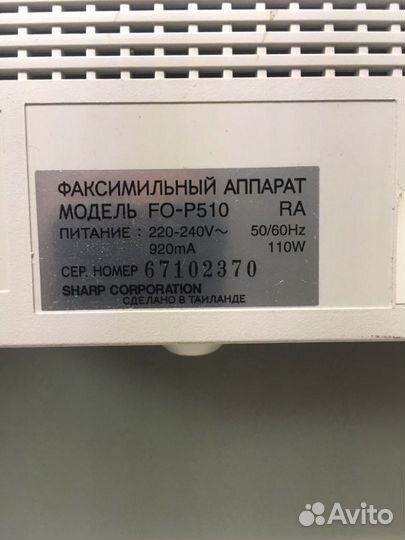 ФАКСИМИЛЬНЫЙ АППАРАТ
МОДЕЛЬ FO-P510 RA
ПИТАНИЕ : 220-240V~ 50/60Hz
920mA 110W
СЕР. НОМЕР 67102370
SHARP CORPORATION
СДЕЛАНО В ТАИЛАНДЕ
Avito